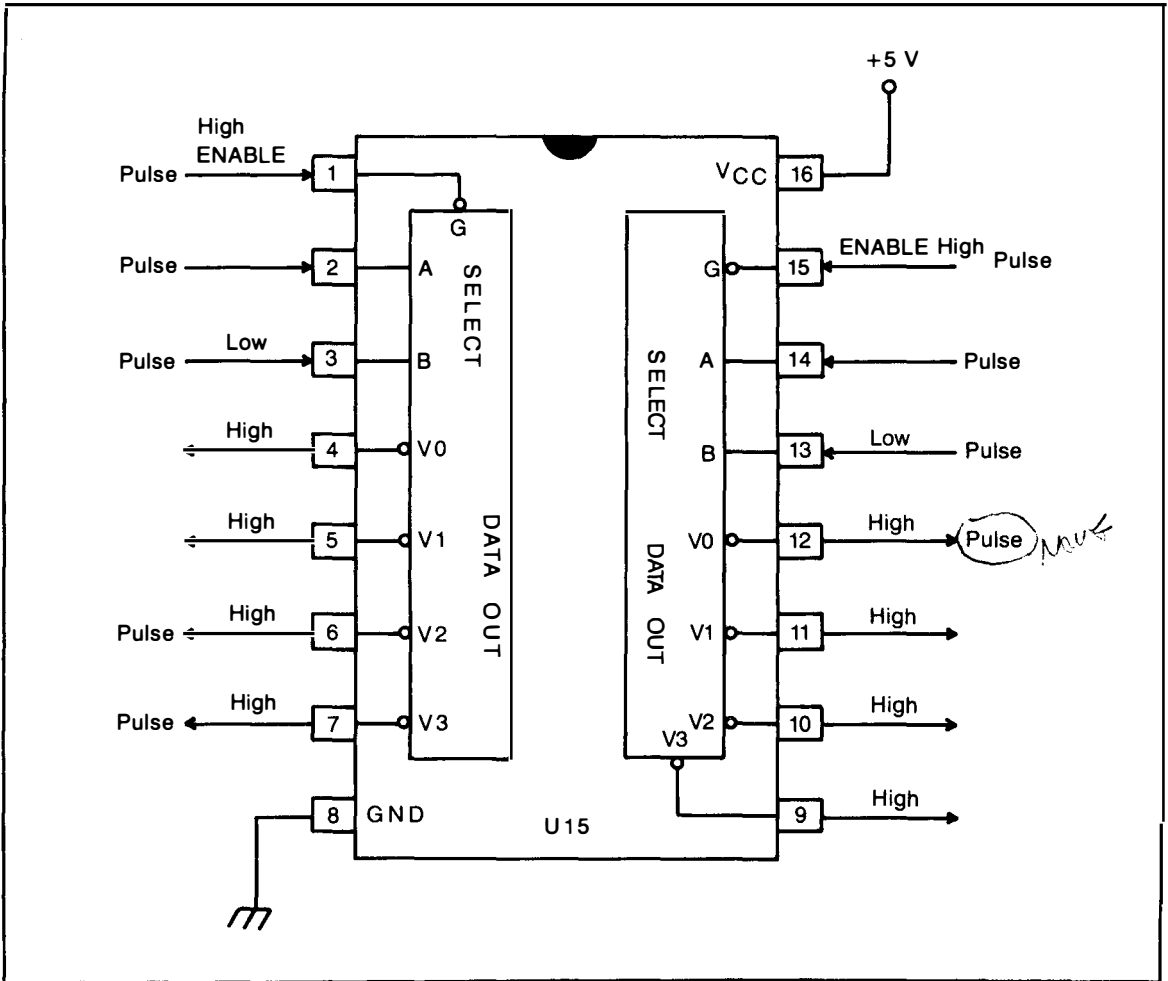 +5 V
High
ENABLE
Pulse
1
VCC
16
G
Pulse
2
A
SELECT
G
15
ENABLE High
Pulse
Pulse
Low
3
B
SELECT
A
14
Pulse
High
4
V0
B
13
Low
Pulse
High
5
V1
DATA OUT
V0
12
High
Pulse
Pulse
High
6
V2
DATA OUT
V1
11
High
Pulse
High
7
V3
V2
10
High
V3
8
GND
U15
9
High